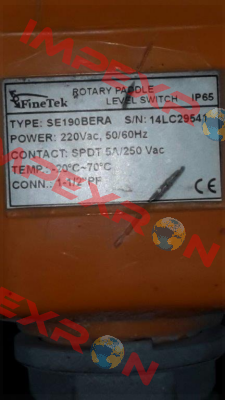 FineTek
ROTARY PADDLE
LEVEL SWITCH IP65
TYPE: SE190BERA S/N: 14LC29541
POWER: 220Vac, 50/60Hz
CONTACT: SPDT 5A/250 Vac
TEMP.: -20°C~70°C
CONN.: 1-1/2"PF CE
IMPEXRON
IMPEXRON
IMPEXRON